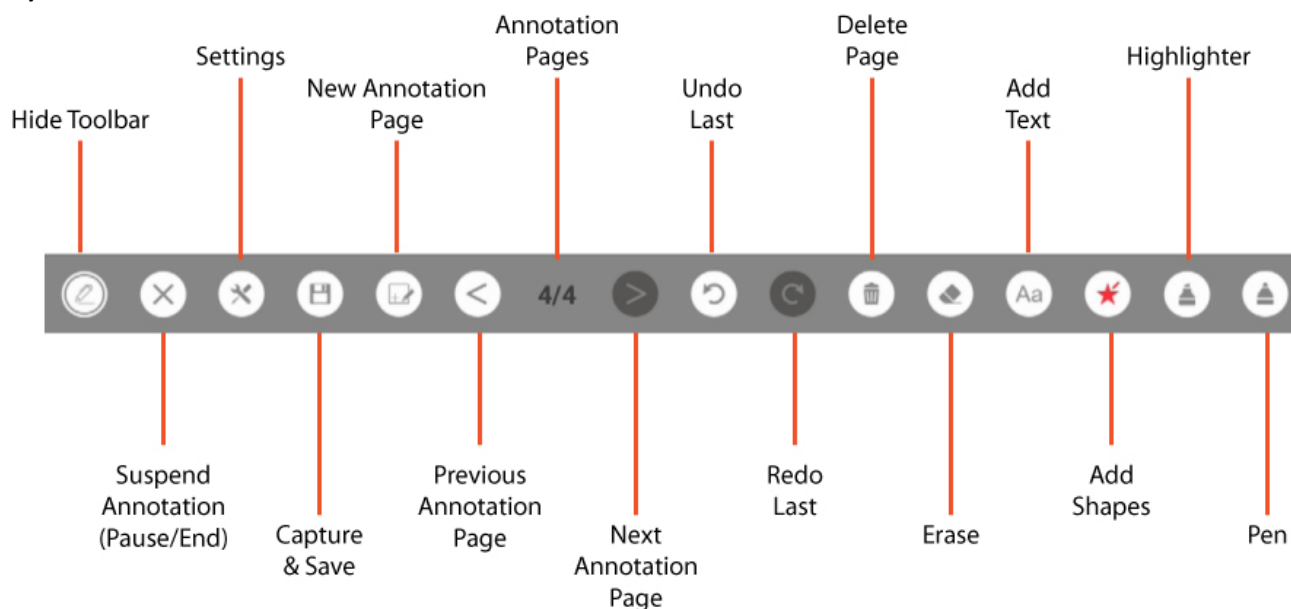 Annotation
Pages
Delete
Page
Settings
Highlighter
New Annotation
Page
Undo
Last
Add
Text
Hide Toolbar
4/4
Aa
Suspend
Annotation
(Pause/End)
Capture
& Save
Previous
Annotation
Page
Next
Annotation
Page
Redo
Last
Erase
Add
Shapes
Pen